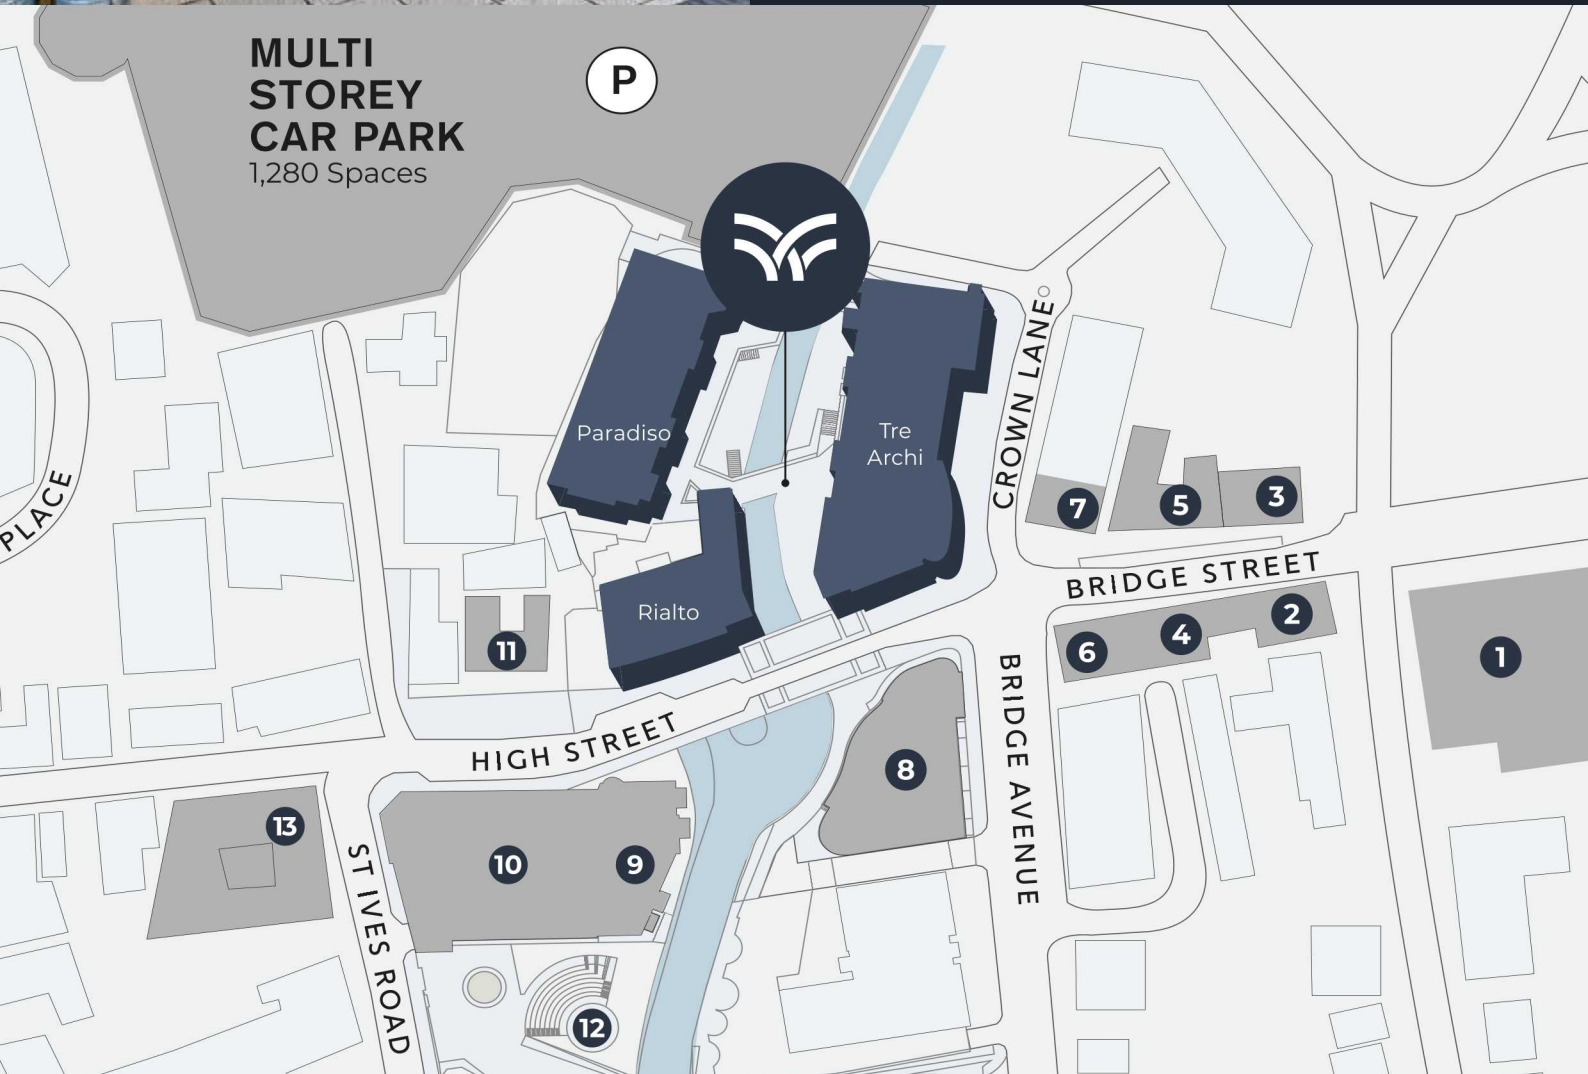 MULTI
STOREY
CAR PARK
1,280 Spaces
P
Paradiso
Tre
Archi
CROWN LANE
PLACE
7
5
3
BRIDGE STREET
Rialto
11
6
4
2
1
HIGH STREET
BRIDGE AVENUE
8
13
10
9
ST IVES ROAD
12